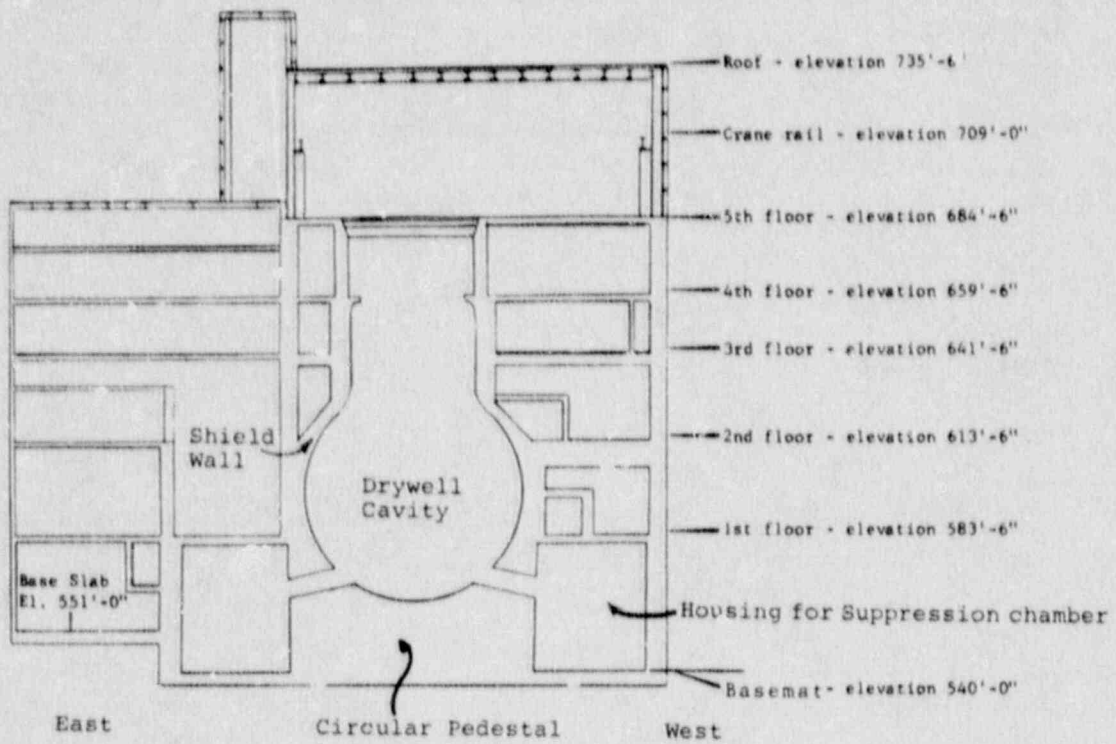 Roof - elevation 735'-6'
Crane rail - elevation 709'-0"
5th floor - elevation 684'-6"
4th floor - elevation 659'-6"
3rd floor - elevation 641'-6"
Shield
Wall
2nd floor - elevation 613'-6"
Drywell
Cavity
1st floor - elevation 583'-6"
Base Slab
El. 551'-0"
Housing for Suppression chamber
Basemat - elevation 540'-0"
East
Circular Pedestal
West